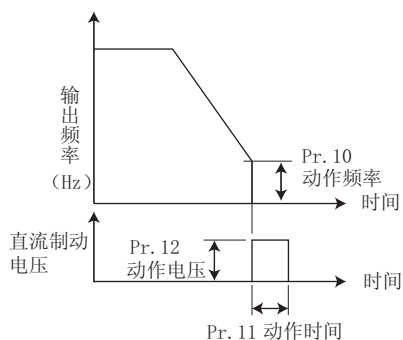 输出频率
(Hz)
Pr.10
动作频率
时间
直流制动
电压
Pr.12
动作电压
时间
Pr.11 动作时间